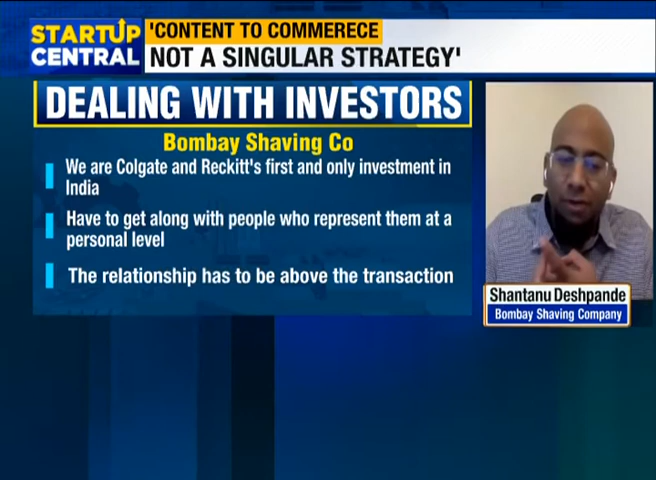 STARTUP
CENTRAL
'CONTENT TO COMMERECE
NOT A SINGULAR STRATEGY'
DEALING WITH INVESTORS
Bombay Shaving Co
We are Colgate and Reckitt's first and only investment in
India
Have to get along with people who represent them at a
personal level
The relationship has to be above the transaction
Shantanu Deshpande
Bombay Shaving Company